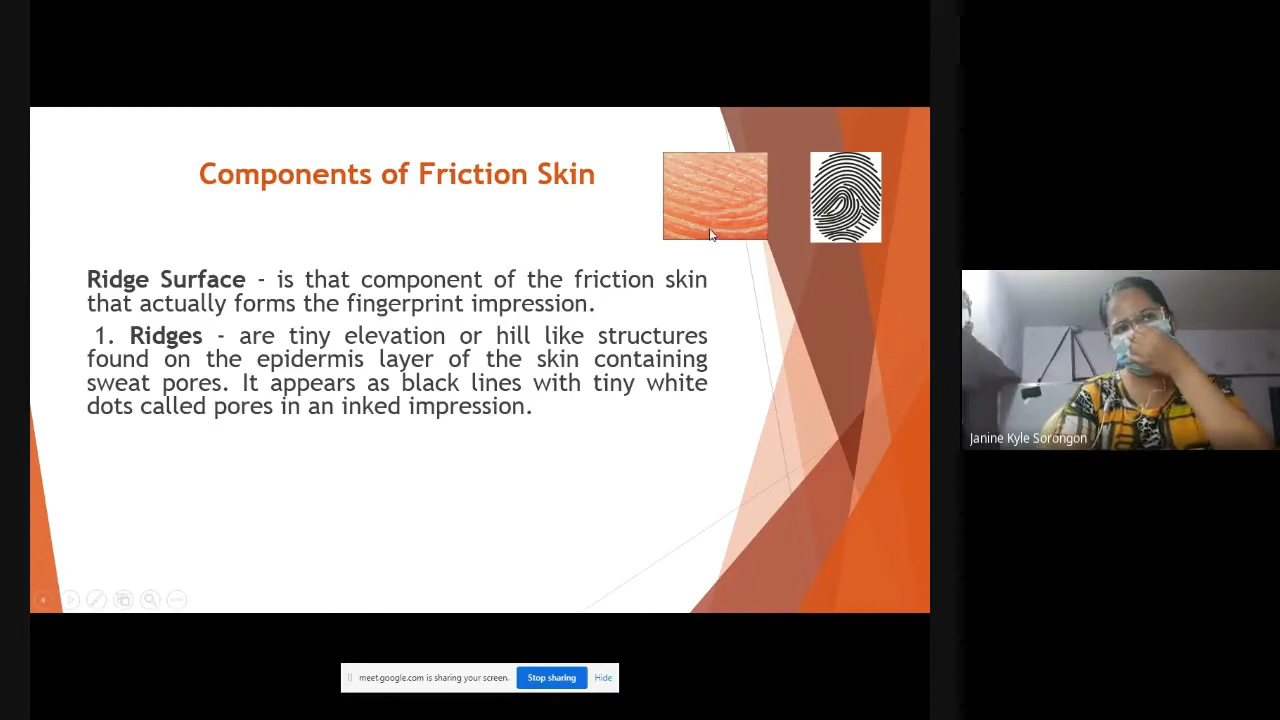 Components of Friction Skin
Ridge Surface - is that component of the friction skin
that actually forms the fingerprint impression.
1. Ridges - are tiny elevation or hill like structures
found on the epidermis layer of the skin containing
sweat pores. It appears as black lines with tiny white
dots called pores in an inked impression.
Janine Kyle Sorongon
meet.google.com is sharing your screen.
Stop sharing
Hide